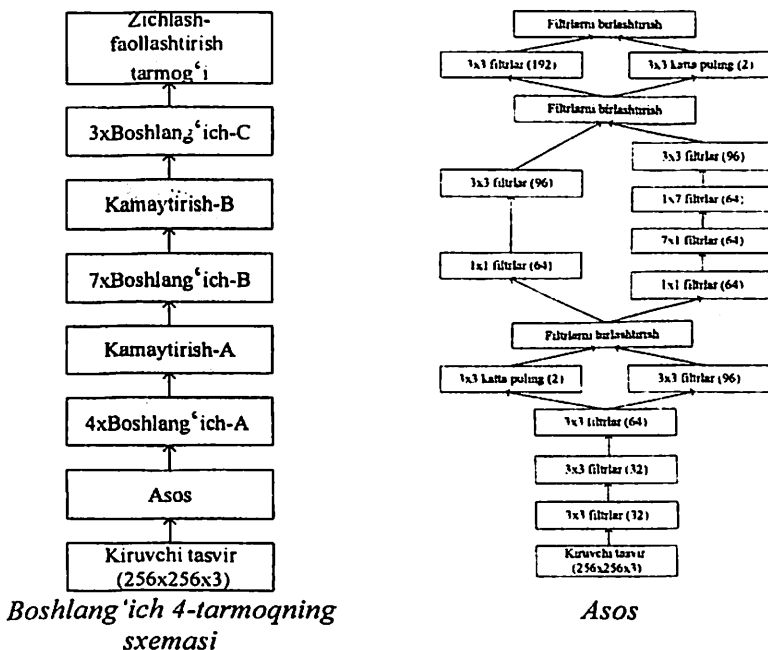 Zichlash-
faollashtirish
tarmog‘i
3xBoshlang‘ich-C
Kamaytirish-B
7xBoshlang‘ich-B
Kamaytirish-A
4xBoshlang‘ich-A
Asos
Kiruvchi tasvir
(256x256x3)
Boshlang‘ich 4-tarmoqning
sxemasi
Filtrlarni birlashtirish
3x3 filtrlar (192)
3x3 katta puling (2)
Filtrlarni birlashtirish
3x3 filtrlar (96)
3x3 filtrlar (96)
1x7 filtrlar (64)
7x1 filtrlar (64)
1x1 filtrlar (64)
1x1 filtrlar (64)
Filtrlarni birlashtirish
3x3 katta puling (2)
3x3 filtrlar (96)
3x3 filtrlar (64)
3x3 filtrlar (32)
3x3 filtrlar (32)
Kiruvchi tasvir
(256x256x3)
Asos